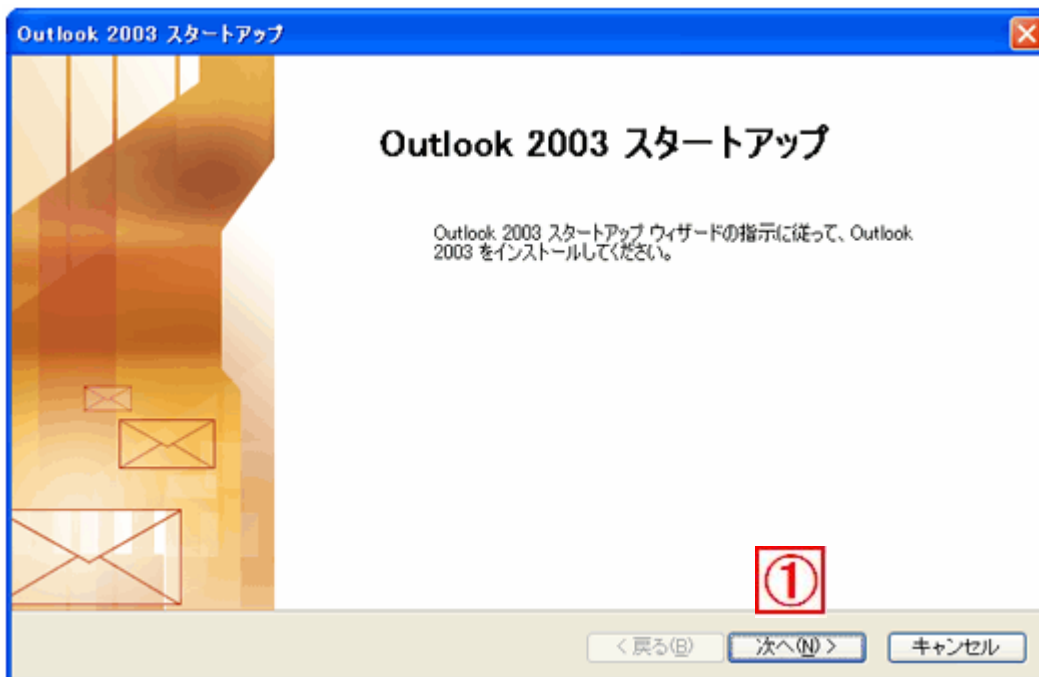 Outlook 2003 スタートアップ
Outlook 2003 スタートアップ
Outlook 2003 スタートアップ ウィザードの指示に従って、Outlook
2003 をインストールしてください。
①
< 戻る(B)
次へ(N) >
キャンセル